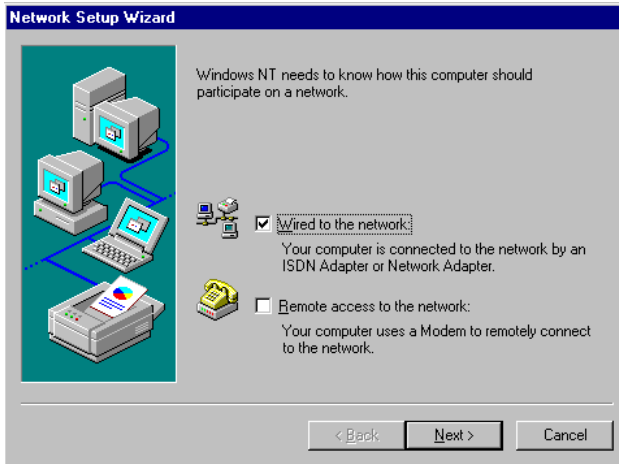 Network Setup Wizard
Windows NT needs to know how this computer should
participate on a network.
Wired to the network:
Your computer is connected to the network by an
ISDN Adapter or Network Adapter.
Remote access to the network:
Your computer uses a Modem to remotely connect
to the network.
< Back
Next >
Cancel